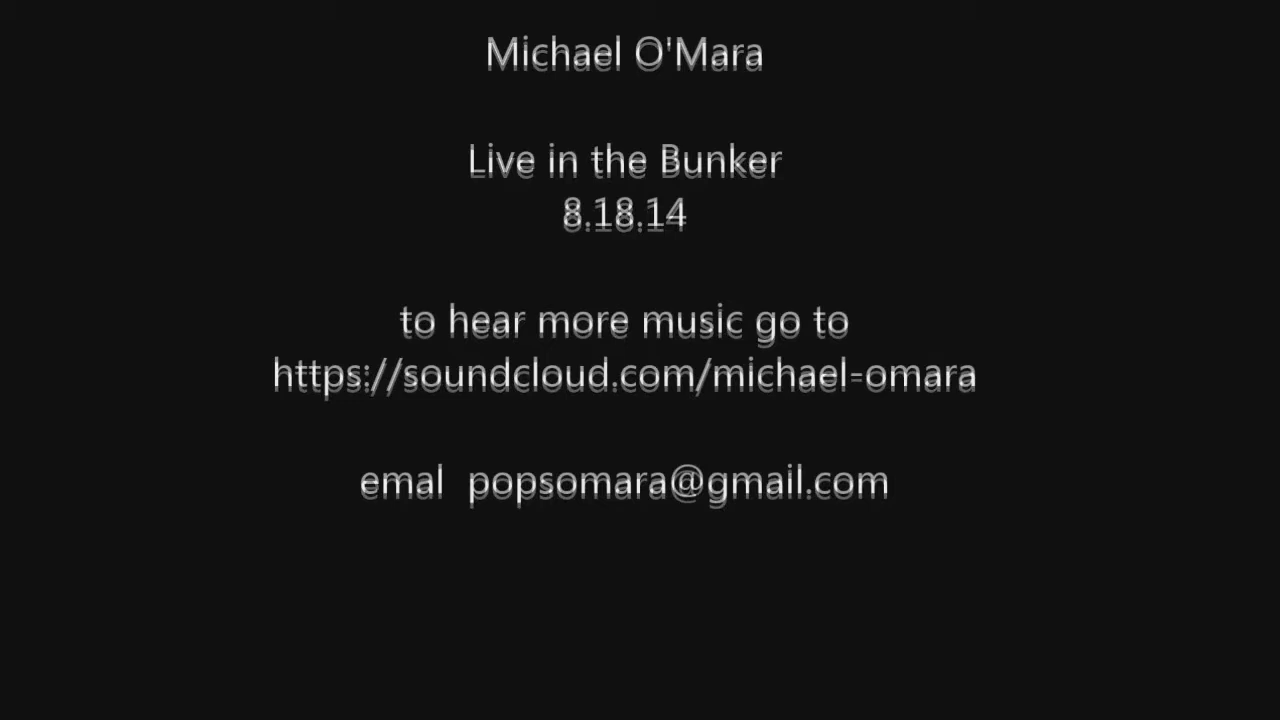 Michael O'Mara
Live in the Bunker
8.18.14
to hear more music go to
https://soundcloud.com/michael-omara
emal  popsomara@gmail.com